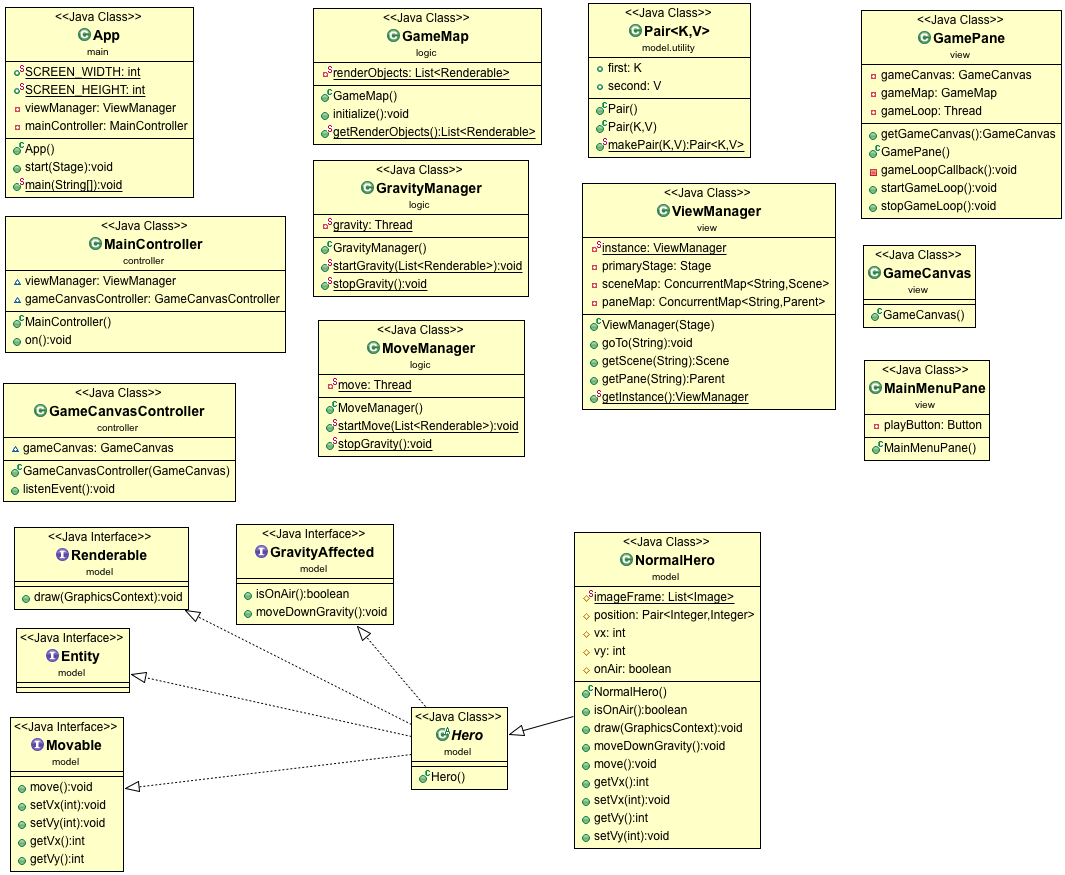 <<Java Class>>
App
main
SCREEN_WIDTH: int
SCREEN_HEIGHT: int
viewManager: ViewManager
mainController: MainController
App()
start(Stage):void
main(String[]):void
<<Java Class>>
GameMap
logic
renderObjects: List<Renderable>
GameMap()
initialize():void
getRenderObjects():List<Renderable>
<<Java Class>>
Pair<K,V>
model.utility
first: K
second: V
Pair()
Pair(K,V)
makePair(K,V):Pair<K,V>
<<Java Class>>
GamePane
view
gameCanvas: GameCanvas
gameMap: GameMap
gameLoop: Thread
getGameCanvas():GameCanvas
GamePane()
gameLoopCallback():void
startGameLoop():void
stopGameLoop():void
<<Java Class>>
MainController
controller
viewManager: ViewManager
gameCanvasController: GameCanvasController
MainController()
on():void
<<Java Class>>
GravityManager
logic
gravity: Thread
GravityManager()
startGravity(List<Renderable>):void
stopGravity():void
<<Java Class>>
ViewManager
view
instance: ViewManager
primaryStage: Stage
sceneMap: ConcurrentMap<String,Scene>
paneMap: ConcurrentMap<String,Parent>
ViewManager(Stage)
goTo(String):void
getScene(String):Scene
getPane(String):Parent
getInstance():ViewManager
<<Java Class>>
GameCanvas
view
GameCanvas()
<<Java Class>>
MoveManager
logic
move: Thread
MoveManager()
startMove(List<Renderable>):void
stopGravity():void
<<Java Class>>
MainMenuPane
view
playButton: Button
MainMenuPane()
<<Java Class>>
GameCanvasController
controller
gameCanvas: GameCanvas
GameCanvasController(GameCanvas)
listenEvent():void
<<Java Interface>>
Renderable
model
draw(GraphicsContext):void
<<Java Interface>>
GravityAffected
model
isOnAir():boolean
moveDownGravity():void
<<Java Class>>
NormalHero
model
imageFrame: List<Image>
position: Pair<Integer,Integer>
vx: int
vy: int
onAir: boolean
NormalHero()
isOnAir():boolean
draw(GraphicsContext):void
moveDownGravity():void
move():void
getVx():int
setVx(int):void
getVy():int
setVy(int):void
<<Java Interface>>
Entity
model
<<Java Interface>>
Movable
model
move():void
setVx(int):void
setVy(int):void
getVx():int
getVy():int
<<Java Class>>
Hero
model
Hero()